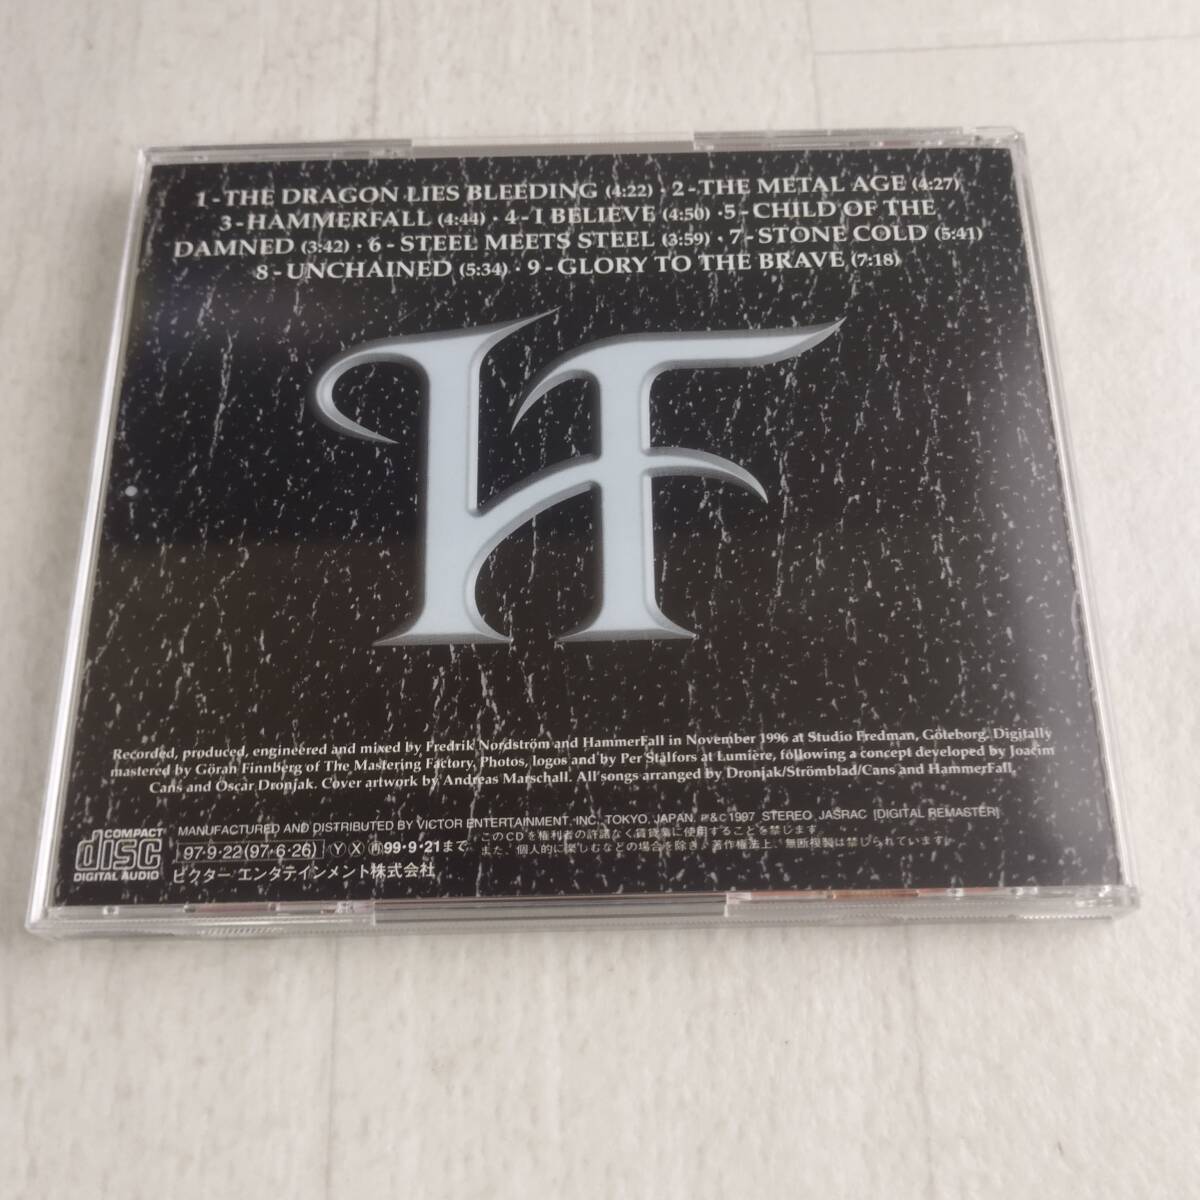 1-THE DRAGON LIES BLEEDING (4:22) · 2-THE METAL AGE (4:27)
3-HAMMERFALL (4:44) · 4-I BELIEVE (4:50) · 5-CHILD OF THE
DAMNED (3:42) · 6-STEEL MEETS STEEL (3:59) · 7-STONE COLD (5:41)
8-UNCHAINED (5:34) · 9-GLORY TO THE BRAVE (7:18)
HF
Recorded, produced, engineered and mixed by Fredrik Nordström and HammerFall in November 1996 at Studio Fredman, Göteborg. Digitally
mastered by Göran Finnberg of The Mastering Factory, Photos, logos and by Per Stålfors at Lumiére, following a concept developed by Joacim
Cans and Oscar Dronjak. Cover artwork by Andreas Marschall. All songs arranged by Dronjak/Strömblad/Cans and HammerFall.
COMPACT
disc
DIGITAL AUDIO
MANUFACTURED AND DISTRIBUTED BY VICTOR ENTERTAINMENT, INC., TOKYO, JAPAN. ℗&©1997 STEREO JASRAC [DIGITAL REMASTER]
97·9·22(97·6·26) Ⓨ Ⓧ ㊞99·9·21まで
このCDを権利者の許諾なく賃貸業に使用することを禁じます。
また、個人的に楽しむなどの場合を除き、著作権法上、無断複製は禁じられています。
ビクター エンタテインメント株式会社